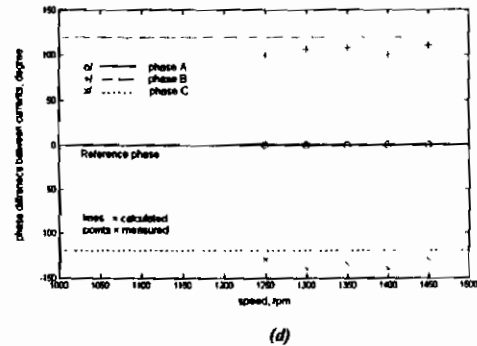 150
100
50
0
50
-100
-150
phase difference between currents, degree
o/ phase A
+/ phase B
x/ phase C
Reference phase
lines = calculated
points = measured
1000 1050 1100 1150 1200 1250 1300 1350 1400 1450 1500
speed, rpm
(d)